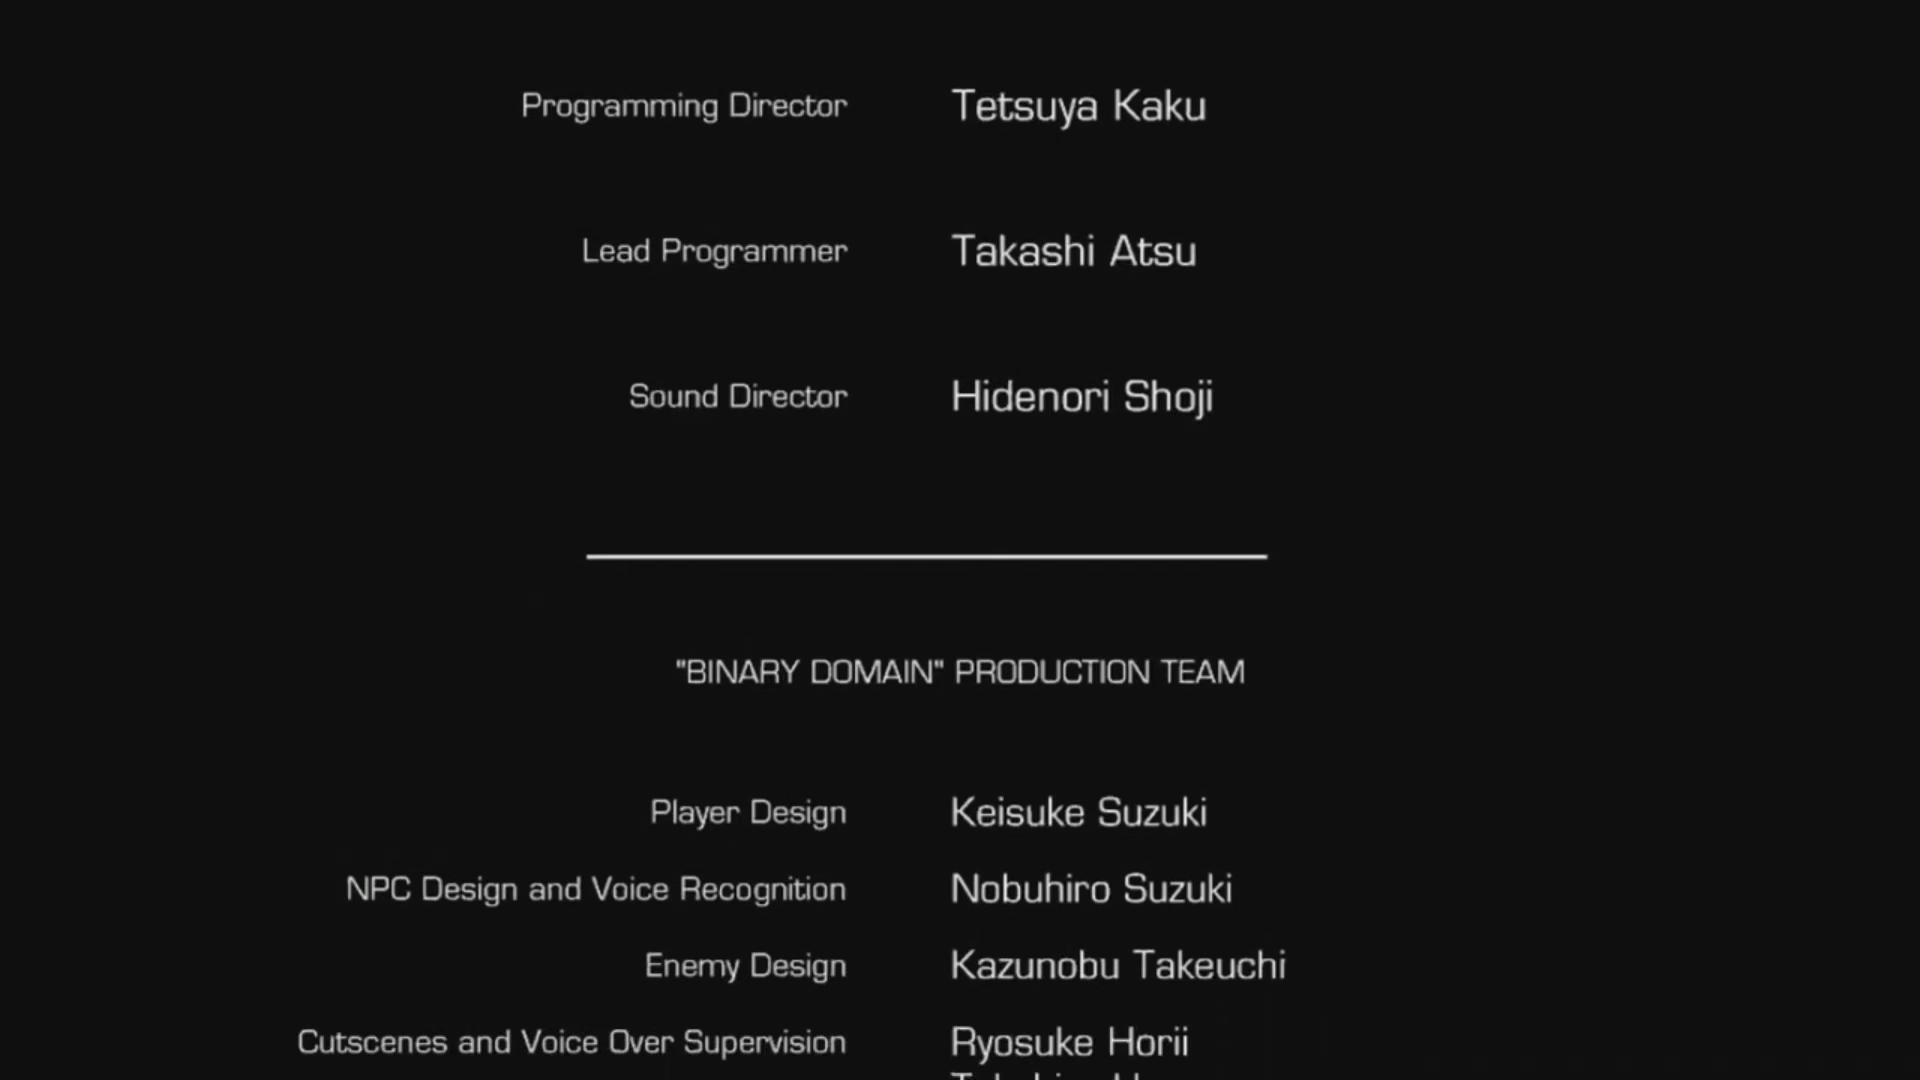 Programming Director Tetsuya Kaku
Lead Programmer Takashi Atsu
Sound Director Hidenori Shoji
"BINARY DOMAIN" PRODUCTION TEAM
Player Design Keisuke Suzuki
NPC Design and Voice Recognition Nobuhiro Suzuki
Enemy Design Kazunobu Takeuchi
Cutscenes and Voice Over Supervision Ryosuke Horii